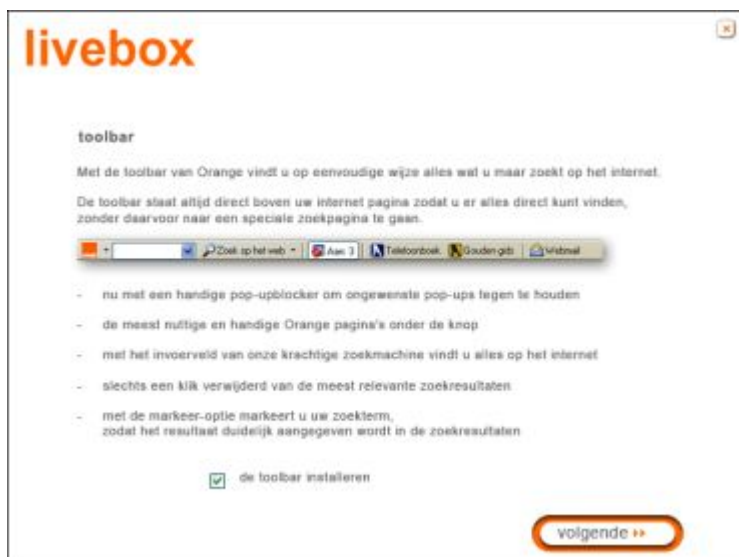 livebox
toolbar
Met de toolbar van Orange vindt u op eenvoudige wijze alles wat u maar zoekt op het internet.
De toolbar staat altijd direct boven uw internet pagina zodat u er alles direct kunt vinden,
zonder daarvoor naar een speciale zoekpagina te gaan.
Zoek op het web Aan: 3 Telefoonboek Gouden gids Webmail
- nu met een handige pop-upblocker om ongewenste pop-ups tegen te houden
- de meest nuttige en handige Orange pagina's onder de knop
- met het invoerveld van onze krachtige zoekmachine vindt u alles op het internet
- slechts een klik verwijderd van de meest relevante zoekresultaten
- met de markeer-optie markeert u uw zoekterm,
zodat het resultaat duidelijk aangegeven wordt in de zoekresultaten
de toolbar installeren
volgende